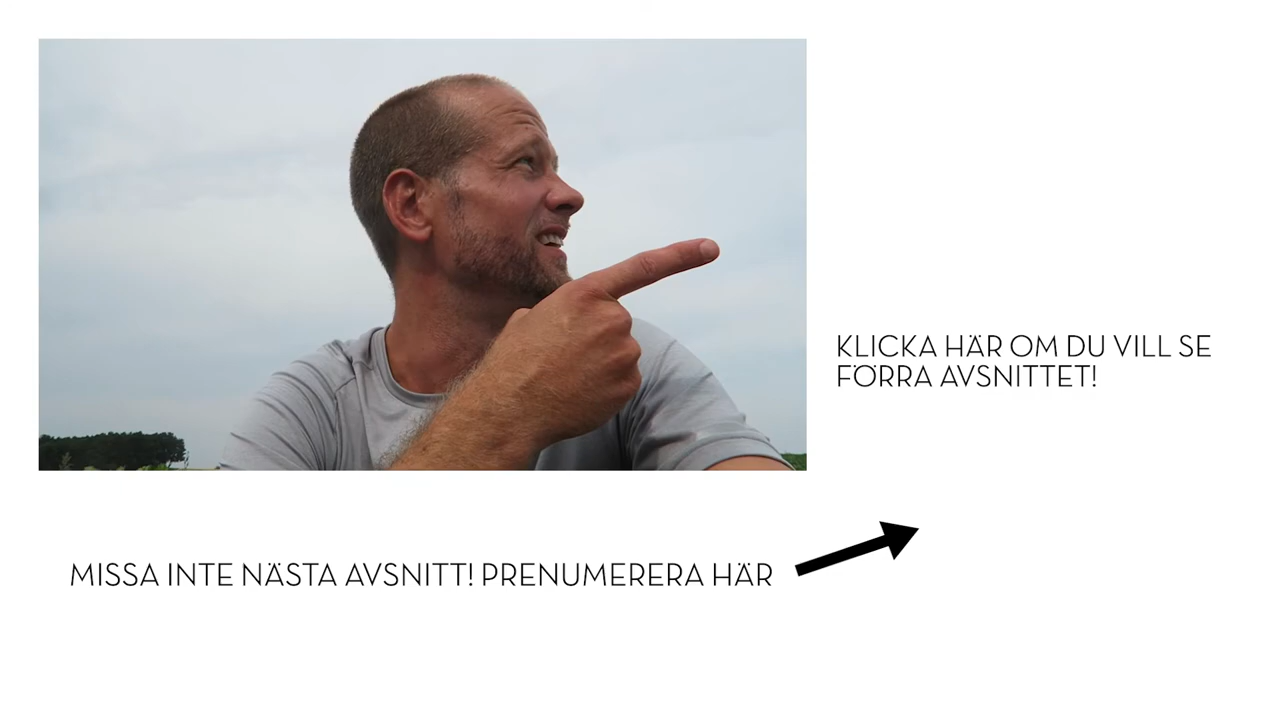 KLICKA HÄR OM DU VILL SE
FÖRRA AVSNITTET!
MISSA INTE NÄSTA AVSNITT! PRENUMERERA HÄR